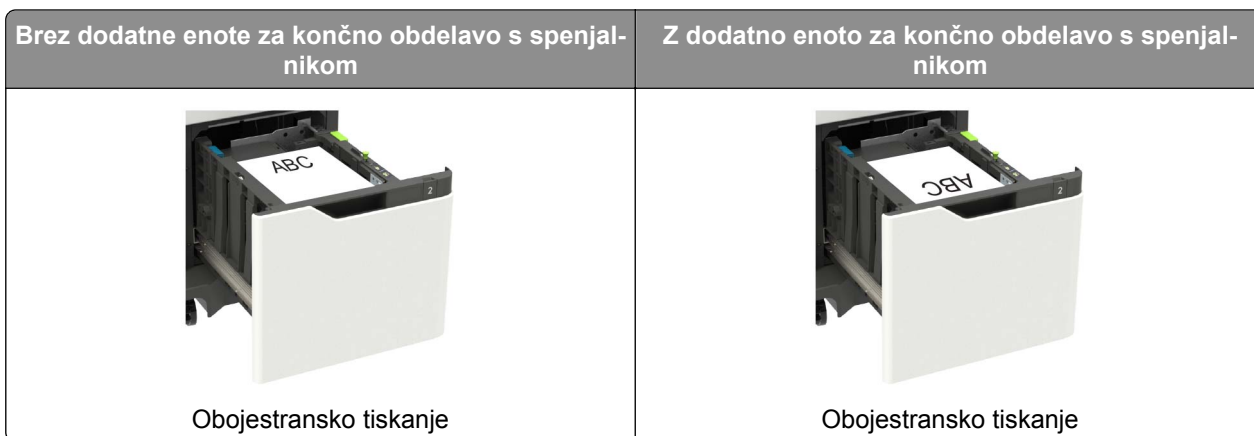 Brez dodatne enote za končno obdelavo s spenjal-
nikom
Z dodatno enoto za končno obdelavo s spenjal-
nikom
ABC
2
ABC
2
Obojestransko tiskanje
Obojestransko tiskanje